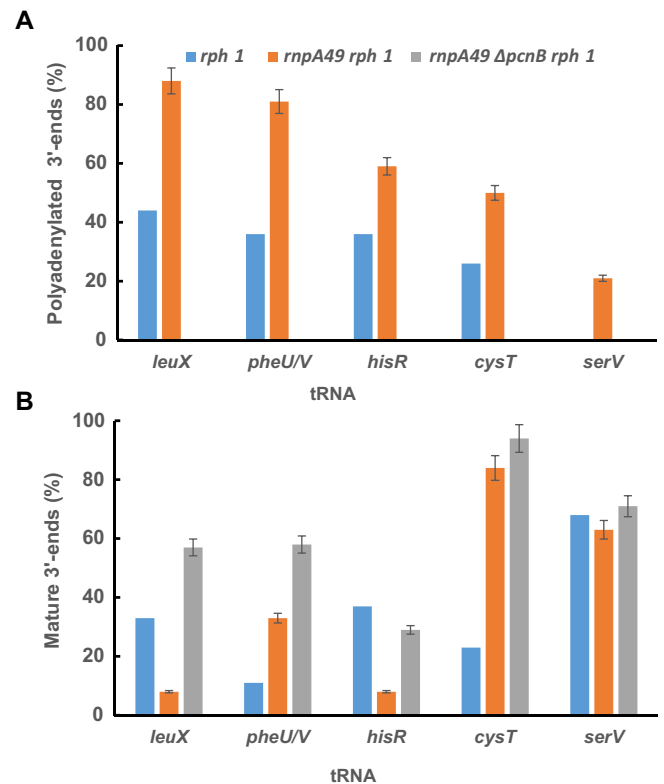 A
rph 1 rnpA49 rph 1 rnpA49 ΔpcnB rph 1
Polyadenylated 3'-ends (%)
100
80
60
40
20
0
leuX pheU/V hisR cysT serV
tRNA
B
Mature 3'-ends (%)
100
80
60
40
20
0
leuX pheU/V hisR cysT serV
tRNA